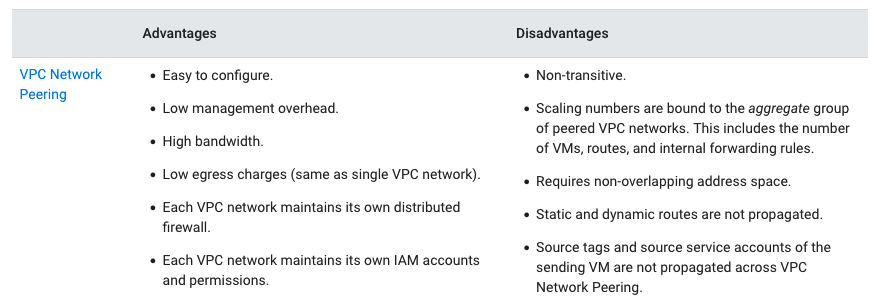 Advantages
Disadvantages
VPC Network
Peering
• Easy to configure.
• Low management overhead.
• High bandwidth.
• Low egress charges (same as single VPC network).
• Each VPC network maintains its own distributed
firewall.
• Each VPC network maintains its own IAM accounts
and permissions.
• Non-transitive.
• Scaling numbers are bound to the aggregate group
of peered VPC networks. This includes the number
of VMs, routes, and internal forwarding rules.
• Requires non-overlapping address space.
• Static and dynamic routes are not propagated.
• Source tags and source service accounts of the
sending VM are not propagated across VPC
Network Peering.